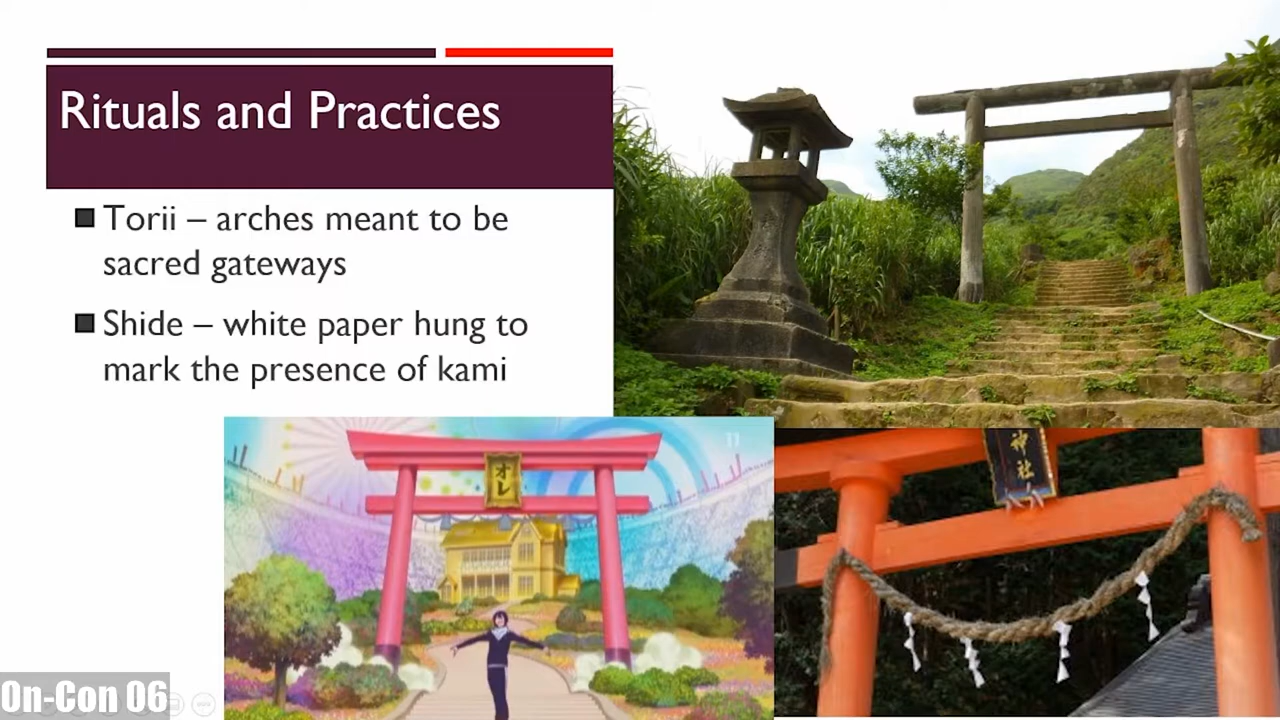 Rituals and Practices
Torii – arches meant to be
sacred gateways
Shide – white paper hung to
mark the presence of kami
オレ
神社
On-Con 06